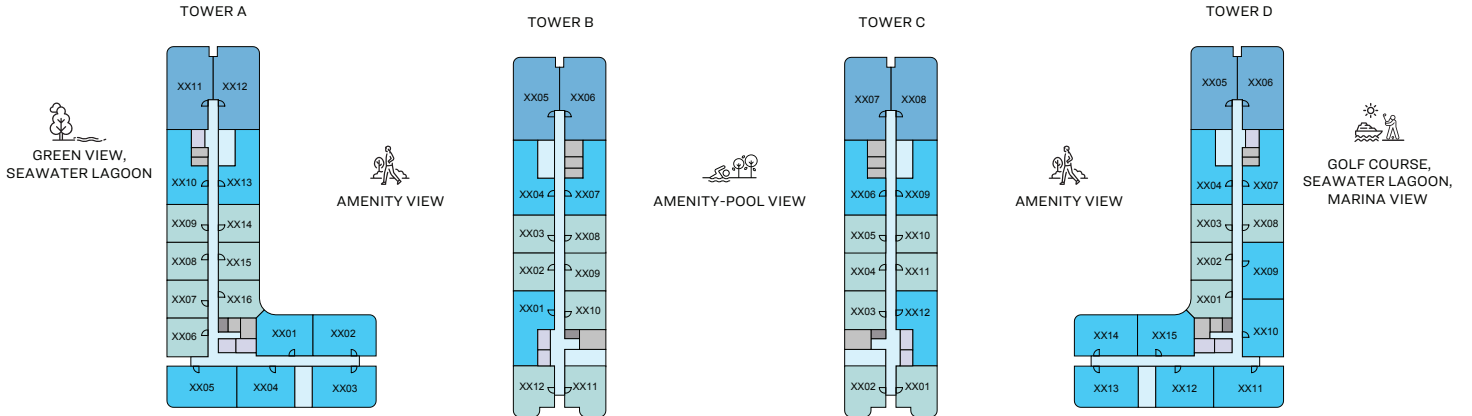 TOWER A
TOWER B
TOWER C
TOWER D
GREEN VIEW,
SEAWATER LAGOON
XX11 XX12
XX10 XX13
XX09 XX14
XX08 XX15
XX07 XX16
XX06 XX01 XX02
XX05 XX04 XX03
AMENITY VIEW
XX05 XX06
XX04 XX07
XX03 XX08
XX02 XX09
XX01 XX10
XX12 XX11
AMENITY-POOL VIEW
XX07 XX08
XX06 XX09
XX05 XX10
XX04 XX11
XX03 XX12
XX02 XX01
AMENITY VIEW
XX05 XX06
XX04 XX07
XX03 XX08
XX02 XX09
XX01
XX14 XX15 XX10
XX13 XX12 XX11
GOLF COURSE,
SEAWATER LAGOON,
MARINA VIEW